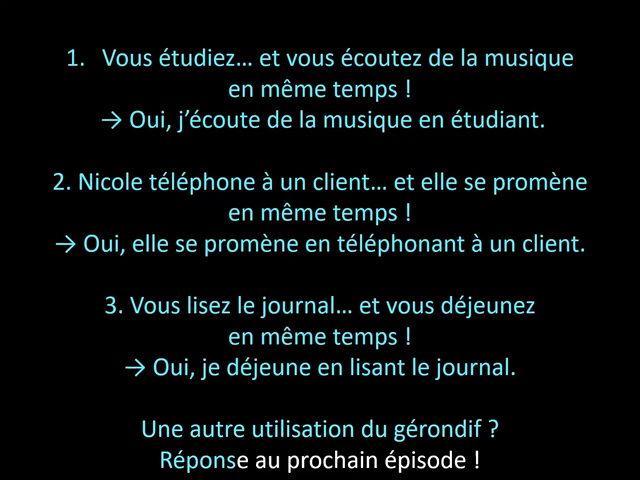 1. Vous étudiez… et vous écoutez de la musique
en même temps !
→ Oui, j’écoute de la musique en étudiant.
2. Nicole téléphone à un client… et elle se promène
en même temps !
→ Oui, elle se promène en téléphonant à un client.
3. Vous lisez le journal… et vous déjeunez
en même temps !
→ Oui, je déjeune en lisant le journal.
Une autre utilisation du gérondif ?
Réponse au prochain épisode !